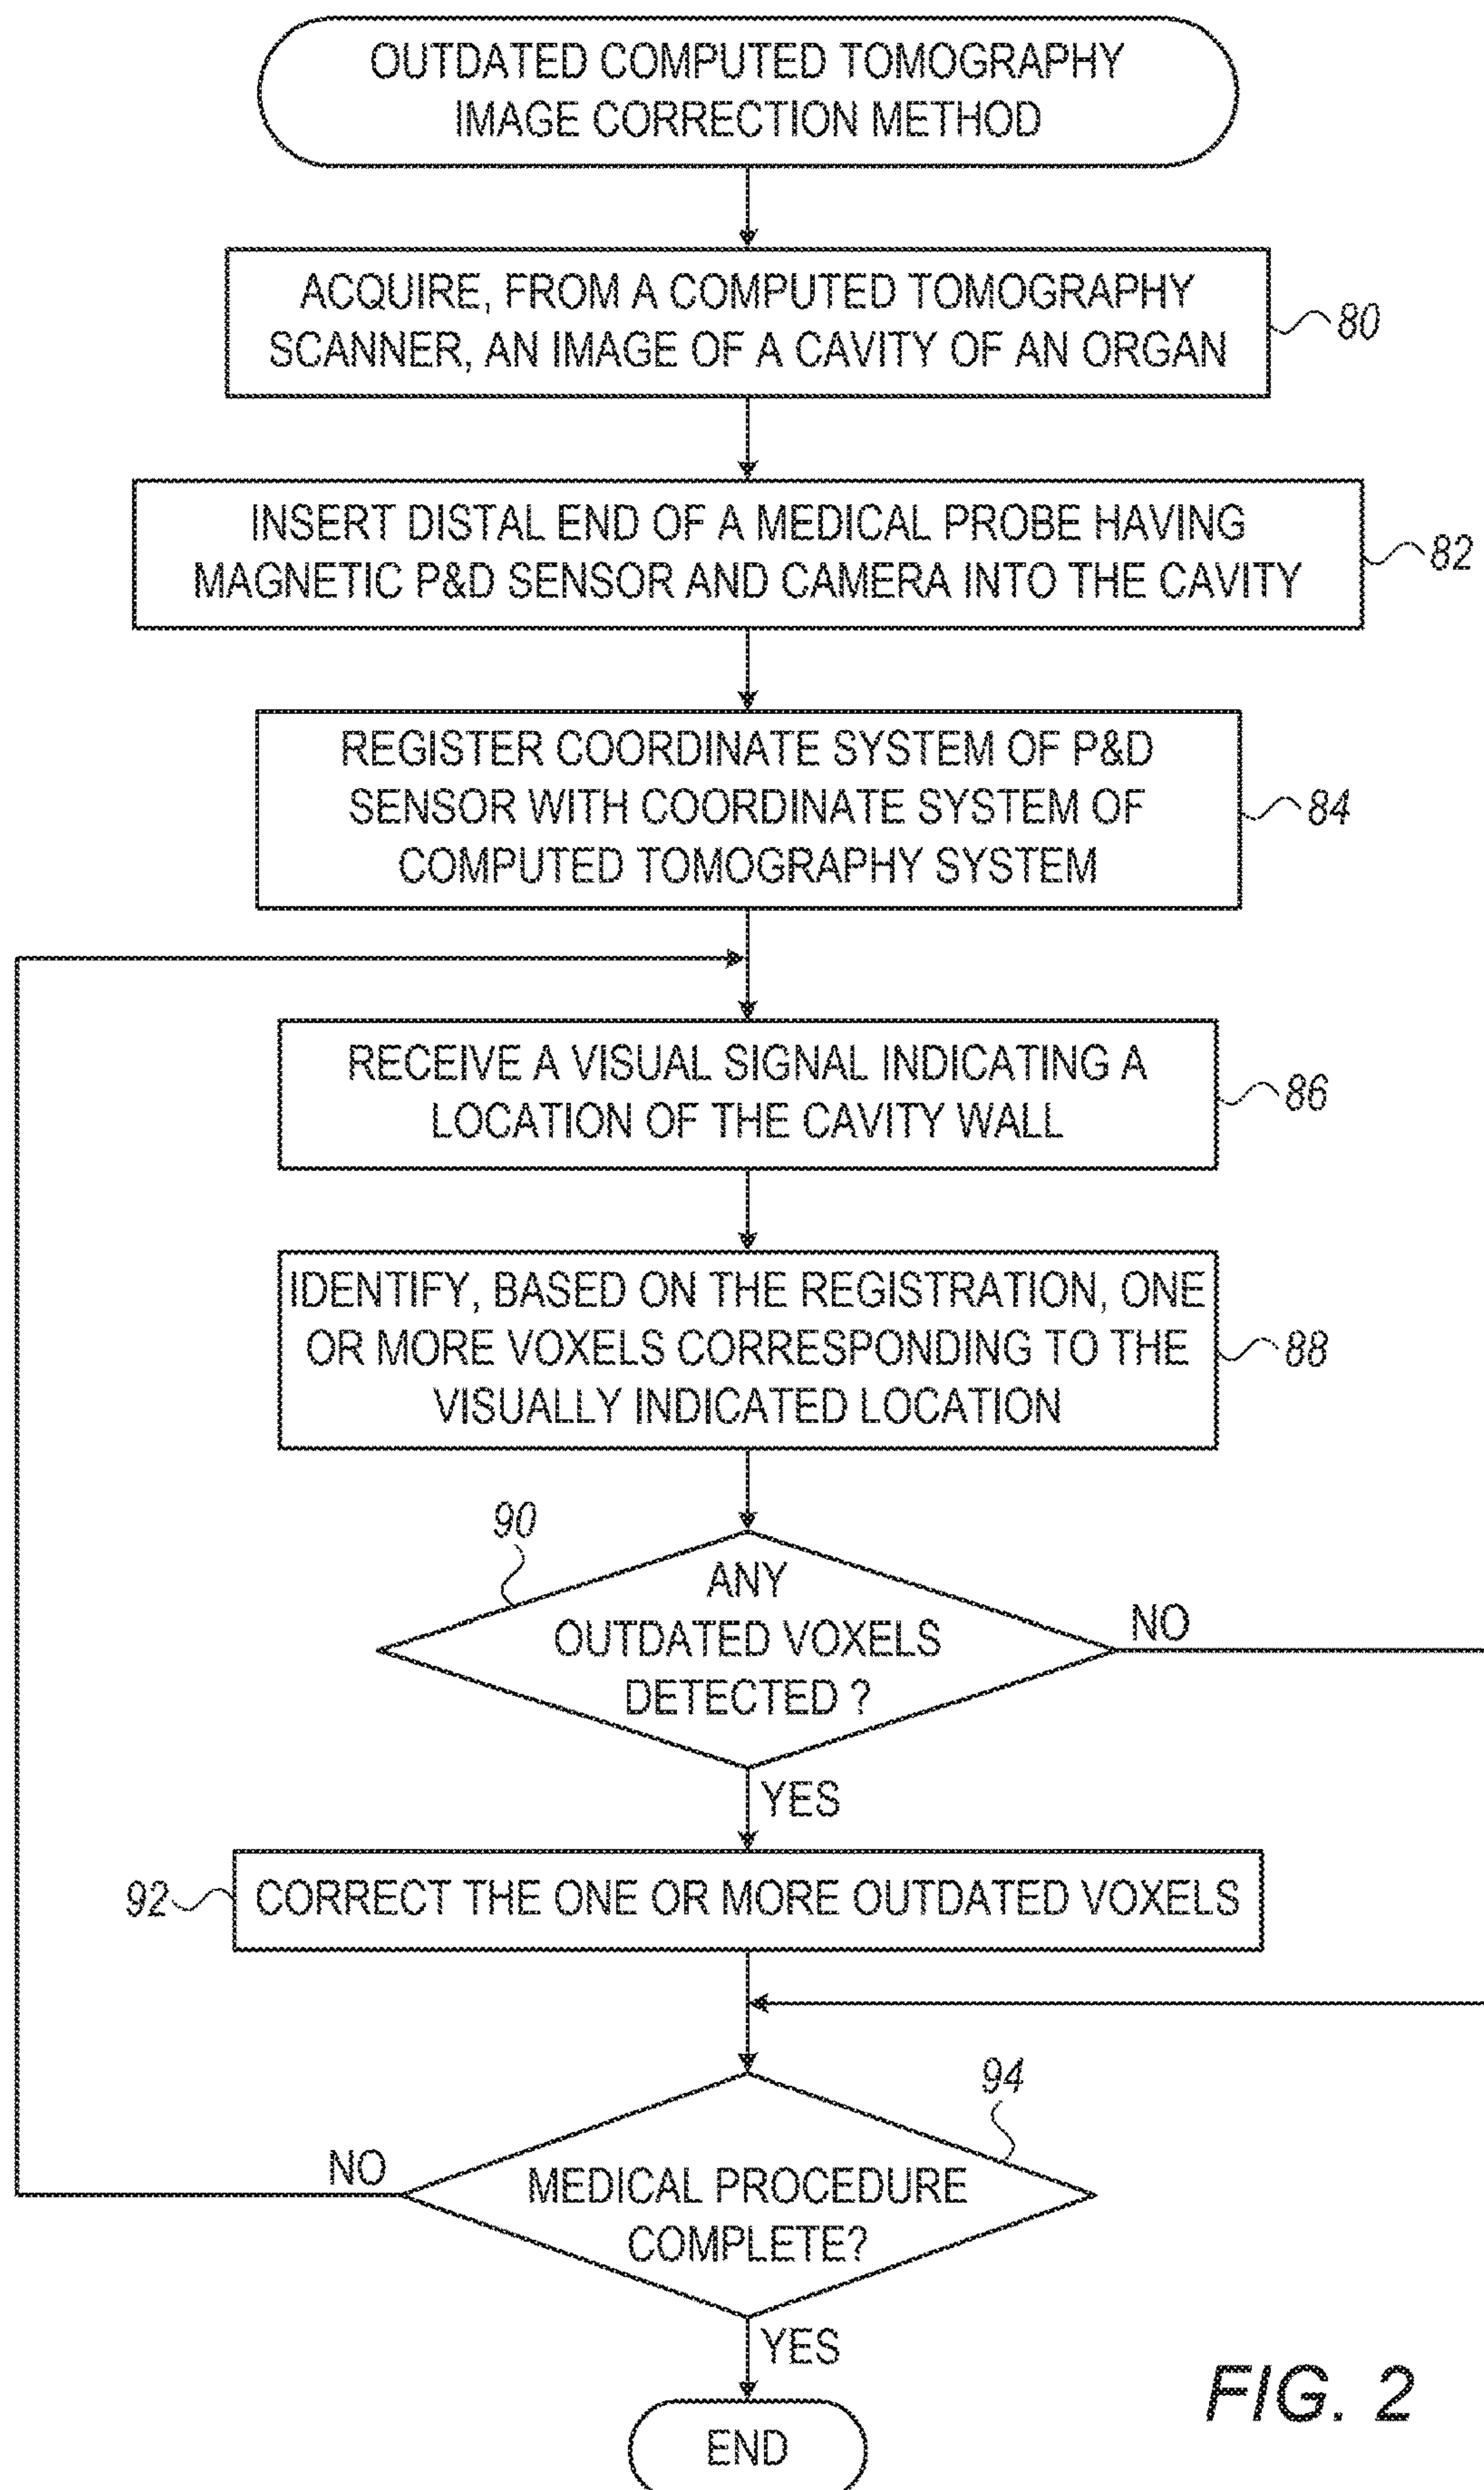 OUTDATED COMPUTED TOMOGRAPHY
IMAGE CORRECTION METHOD
ACQUIRE, FROM A COMPUTED TOMOGRAPHY
SCANNER, AN IMAGE OF A CAVITY OF AN ORGAN
80
INSERT DISTAL END OF A MEDICAL PROBE HAVING
MAGNETIC P&D SENSOR AND CAMERA INTO THE CAVITY
82
REGISTER COORDINATE SYSTEM OF P&D
SENSOR WITH COORDINATE SYSTEM OF
COMPUTED TOMOGRAPHY SYSTEM
84
RECEIVE A VISUAL SIGNAL INDICATING A
LOCATION OF THE CAVITY WALL
86
IDENTIFY, BASED ON THE REGISTRATION, ONE
OR MORE VOXELS CORRESPONDING TO THE
VISUALLY INDICATED LOCATION
88
90
ANY
OUTDATED VOXELS
DETECTED ?
NO
YES
92
CORRECT THE ONE OR MORE OUTDATED VOXELS
94
MEDICAL PROCEDURE
COMPLETE?
NO
YES
END
FIG. 2